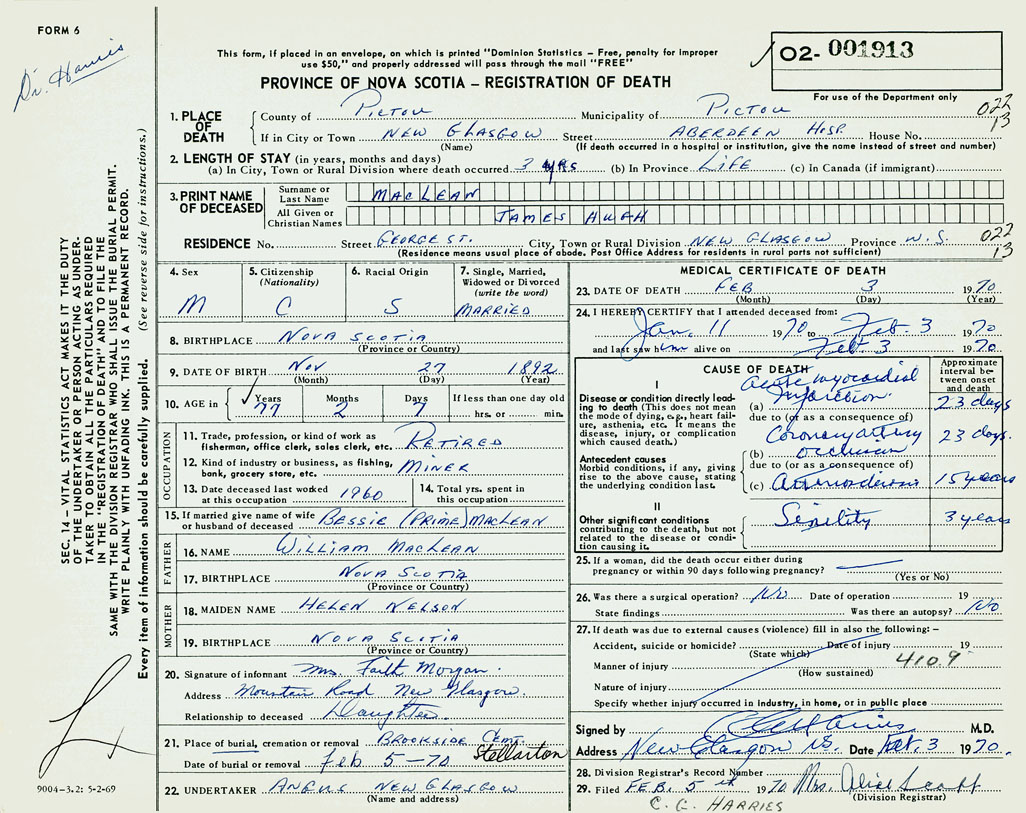 FORM 6
Dr. Harris
This form, if placed in an envelope, on which is printed "Dominion Statistics – Free, penalty for improper
use $50," and properly addressed will pass through the mail "FREE"
PROVINCE OF NOVA SCOTIA – REGISTRATION OF DEATH
02- 001913
For use of the Department only
022
13
1. PLACE OF DEATH
County of PICTOU Municipality of PICTOU
If in City or Town NEW GLASGOW Street ABERDEEN HOSP. House No.
(Name) (If death occurred in a hospital or institution, give the name instead of street and number)
2. LENGTH OF STAY (in years, months and days)
(a) In City, Town or Rural Division where death occurred 3 yrs (b) In Province LIFE (c) In Canada (if immigrant)
3. PRINT NAME OF DECEASED
Surname or Last Name MACLEAN
All Given or Christian Names JAMES HUGH
RESIDENCE No. Street GEORGE ST. City, Town or Rural Division NEW GLASGOW Province N.S.
022
13
(Residence means usual place of abode. Post Office Address for residents in rural parts not sufficient)
4. Sex
M
5. Citizenship
(Nationality)
C
6. Racial Origin
S
7. Single, Married,
Widowed or Divorced
(write the word)
MARRIED
8. BIRTHPLACE NOVA SCOTIA
(Province or Country)
9. DATE OF BIRTH NOV 27 1892
(Month) (Day) (Year)
10. AGE in Years Months Days If less than one day old
77 2 7 hrs. or min.
OCCUPATION
11. Trade, profession, or kind of work as
fisherman, office clerk, sales clerk, etc. RETIRED
12. Kind of industry or business, as fishing,
bank, grocery store, etc. MINER
13. Date deceased last worked
at this occupation 1960
14. Total yrs. spent in
this occupation
15. If married give name of wife
or husband of deceased BESSIE (PRIME) MACLEAN
FATHER
16. NAME WILLIAM MACLEAN
17. BIRTHPLACE NOVA SCOTIA
(Province or Country)
MOTHER
18. MAIDEN NAME HELEN NELSON
19. BIRTHPLACE NOVA SCOTIA
(Province or Country)
20. Signature of informant Mrs. Faith Morgan.
Address Mountain Road New Glasgow.
Relationship to deceased Daughter.
21. Place of burial, cremation or removal BROOKSIDE CEMT.
Stellarton
Date of burial or removal Feb 5-70
22. UNDERTAKER ANGUS NEW GLASGOW
(Name and address)
MEDICAL CERTIFICATE OF DEATH
23. DATE OF DEATH FEB 3 1970
(Month) (Day) (Year)
24. I HEREBY CERTIFY that I attended deceased from:
Jan. 11 1970 to Feb. 3 1970
and last saw him alive on Feb. 3 1970
CAUSE OF DEATH
Approximate
interval be-
tween onset
and death
I
Disease or condition directly lead-
ing to death (This does not mean
the mode of dying, e.g., heart failure,
asthenia, etc. It means the
disease, injury, or complication
which caused death.)
acute myocardial
(a) infarction. 23 days
due to (or as a consequence of)
Coronary artery
(b) occlusion 23 days.
Antecedent causes
Morbid conditions, if any, giving
rise to the above cause, stating
the underlying condition last.
due to (or as a consequence of)
(c) 15 years
II
Other significant conditions
contributing to the death, but not
related to the disease or condi-
tion causing it.
Senility 3 years
25. If a woman, did the death occur either during
pregnancy or within 90 days following pregnancy?
(Yes or No)
26. Was there a surgical operation? No Date of operation 19
State findings Was there an autopsy? No
27. If death was due to external causes (violence) fill in also the following: –
Accident, suicide or homicide? Date of injury 19
(State which)
410.9
Manner of injury
(How sustained)
Nature of injury
Specify whether injury occurred in Industry, in home, or in public place
Signed by M.D.
Address New Glasgow NS. Date Feb. 3 1970.
28. Division Registrar's Record Number
29. Filed FEB. 5th 1970 Mrs. Alice Scott
(Division Registrar)
C. G. HARRIES
SEC. 14 – VITAL STATISTICS ACT MAKES IT THE DUTY
OF THE UNDERTAKER OR PERSON ACTING AS UNDER-
TAKER TO OBTAIN ALL THE PARTICULARS REQUIRED
IN THE "REGISTRATION OF DEATH" AND TO FILE THE
SAME WITH THE DIVISION REGISTRAR WHO SHALL ISSUE THE BURIAL PERMIT.
WRITE PLAINLY WITH UNFADING INK. THIS IS A PERMANENT RECORD.
Every item of information should be carefully supplied. (See reverse side for instructions.)
9004-3.2: 5-2-69